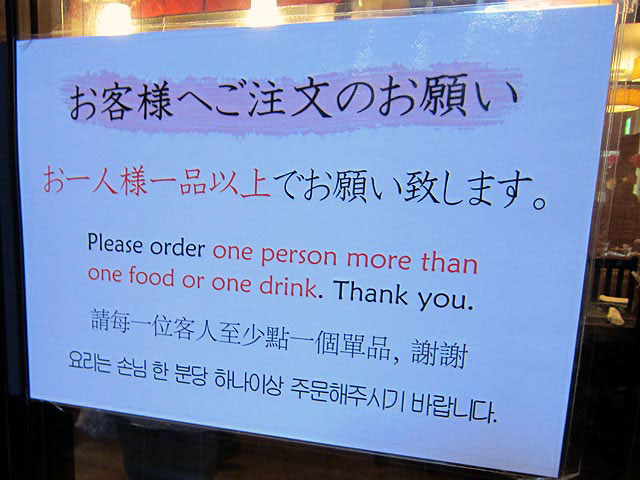 お客様へご注文のお願い
お一人様一品以上でお願い致します。
Please order one person more than
one food or one drink. Thank you.
請每一位客人至少點一個單品, 謝謝
요리는 손님 한 분당 하나이상 주문해주시기 바랍니다.